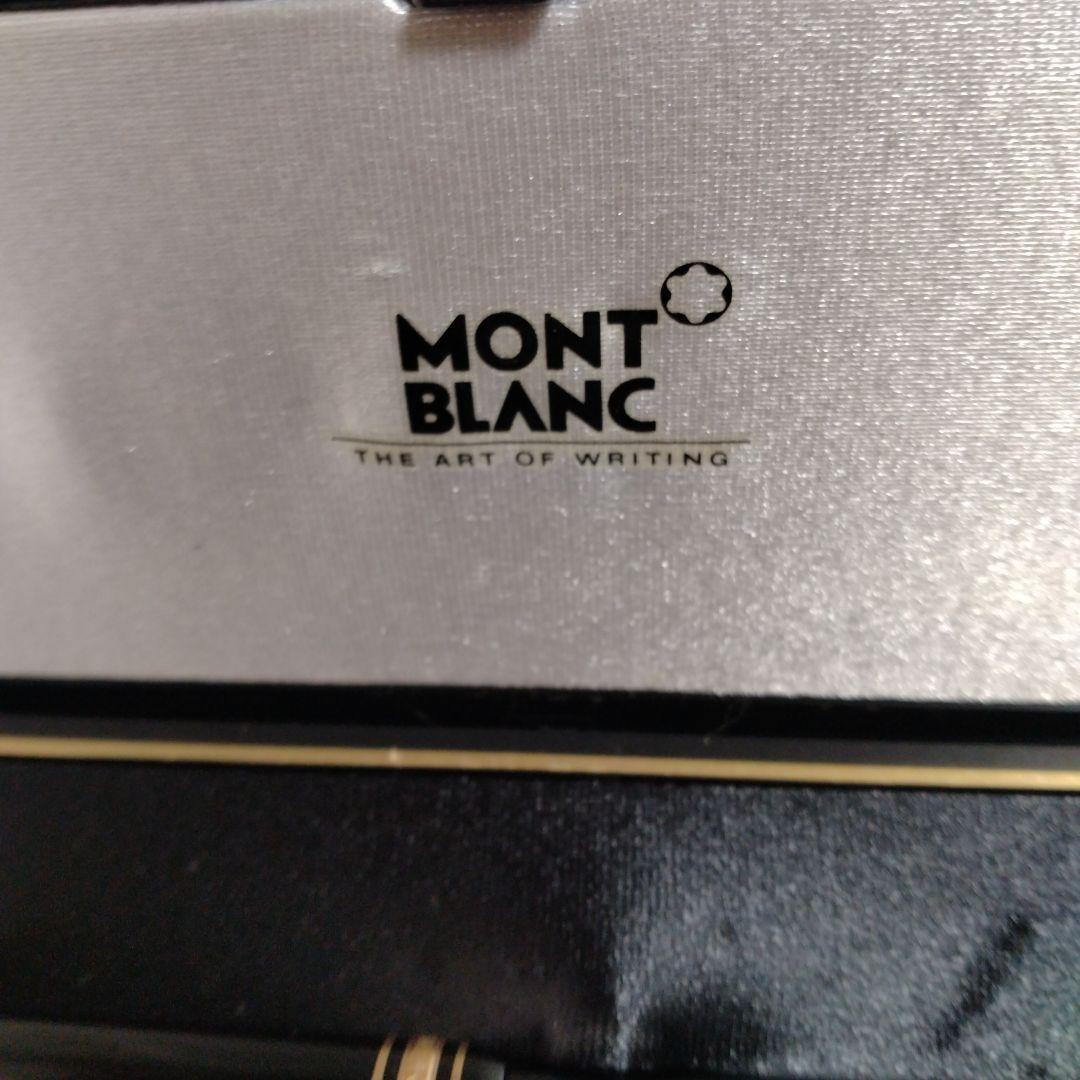 MONT
BLANC
THE ART OF WRITING